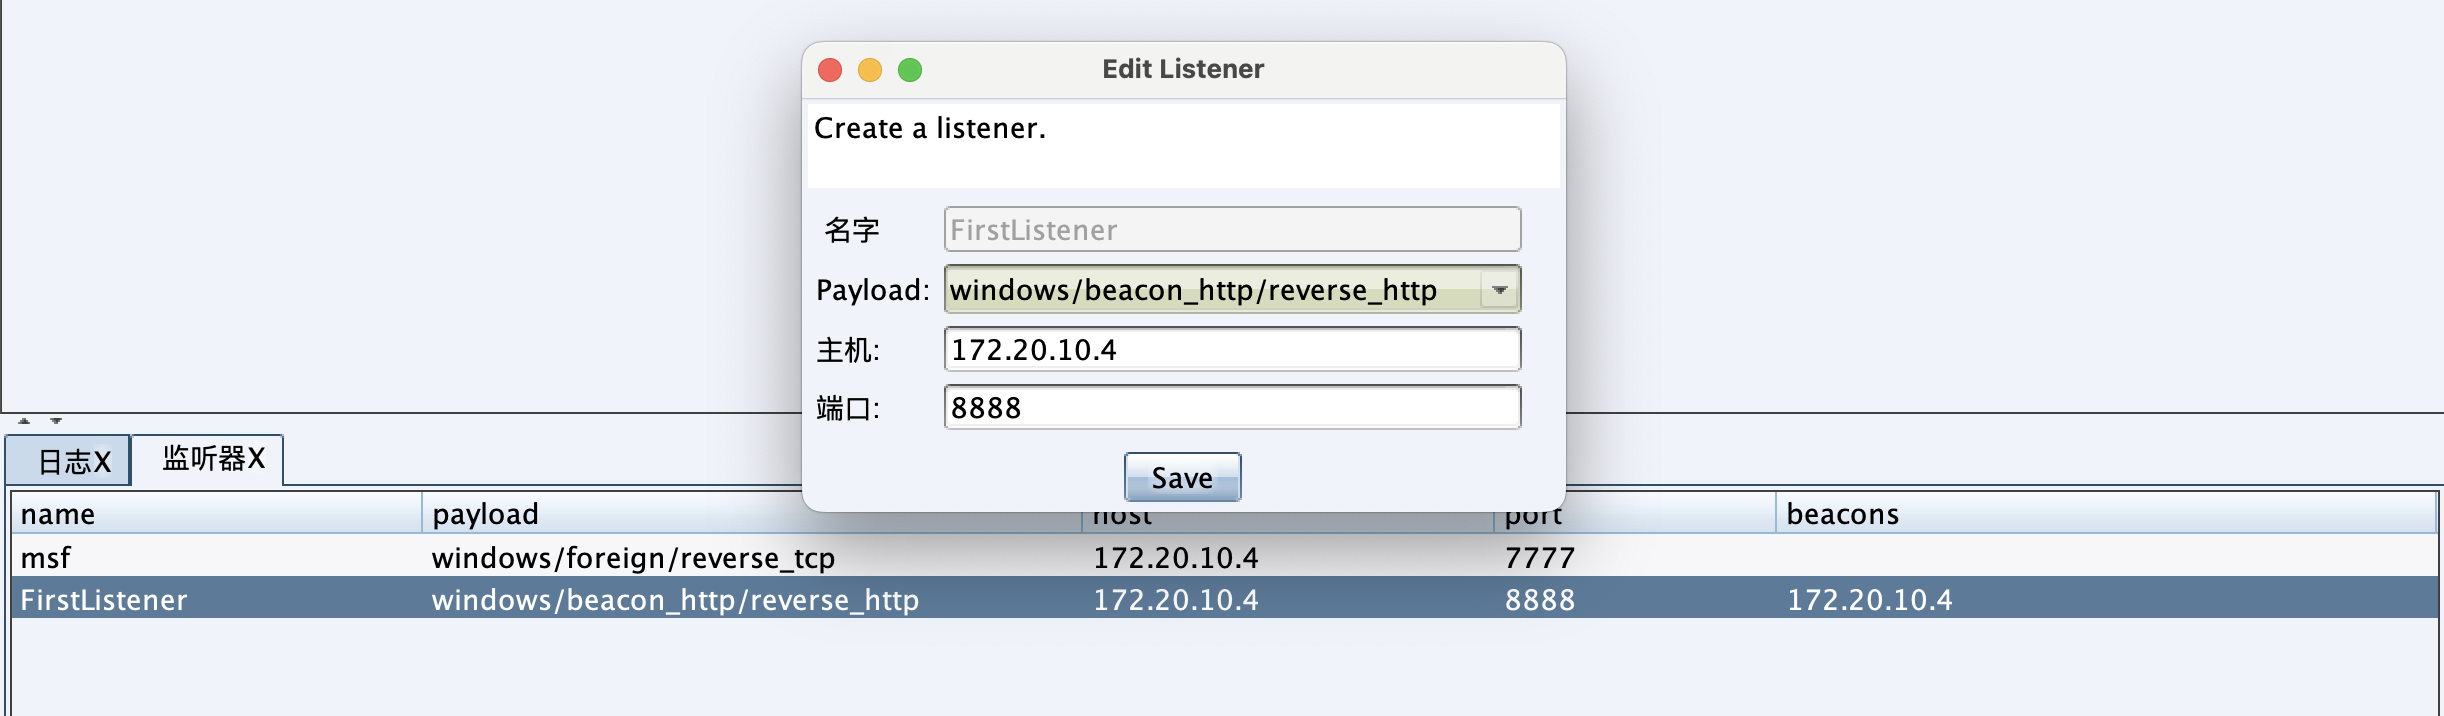 Edit Listener
Create a listener.
名字 FirstListener
Payload: windows/beacon_http/reverse_http
主机: 172.20.10.4
端口: 8888
Save
日志X 监听器X
name payload host port beacons
msf windows/foreign/reverse_tcp 172.20.10.4 7777
FirstListener windows/beacon_http/reverse_http 172.20.10.4 8888 172.20.10.4